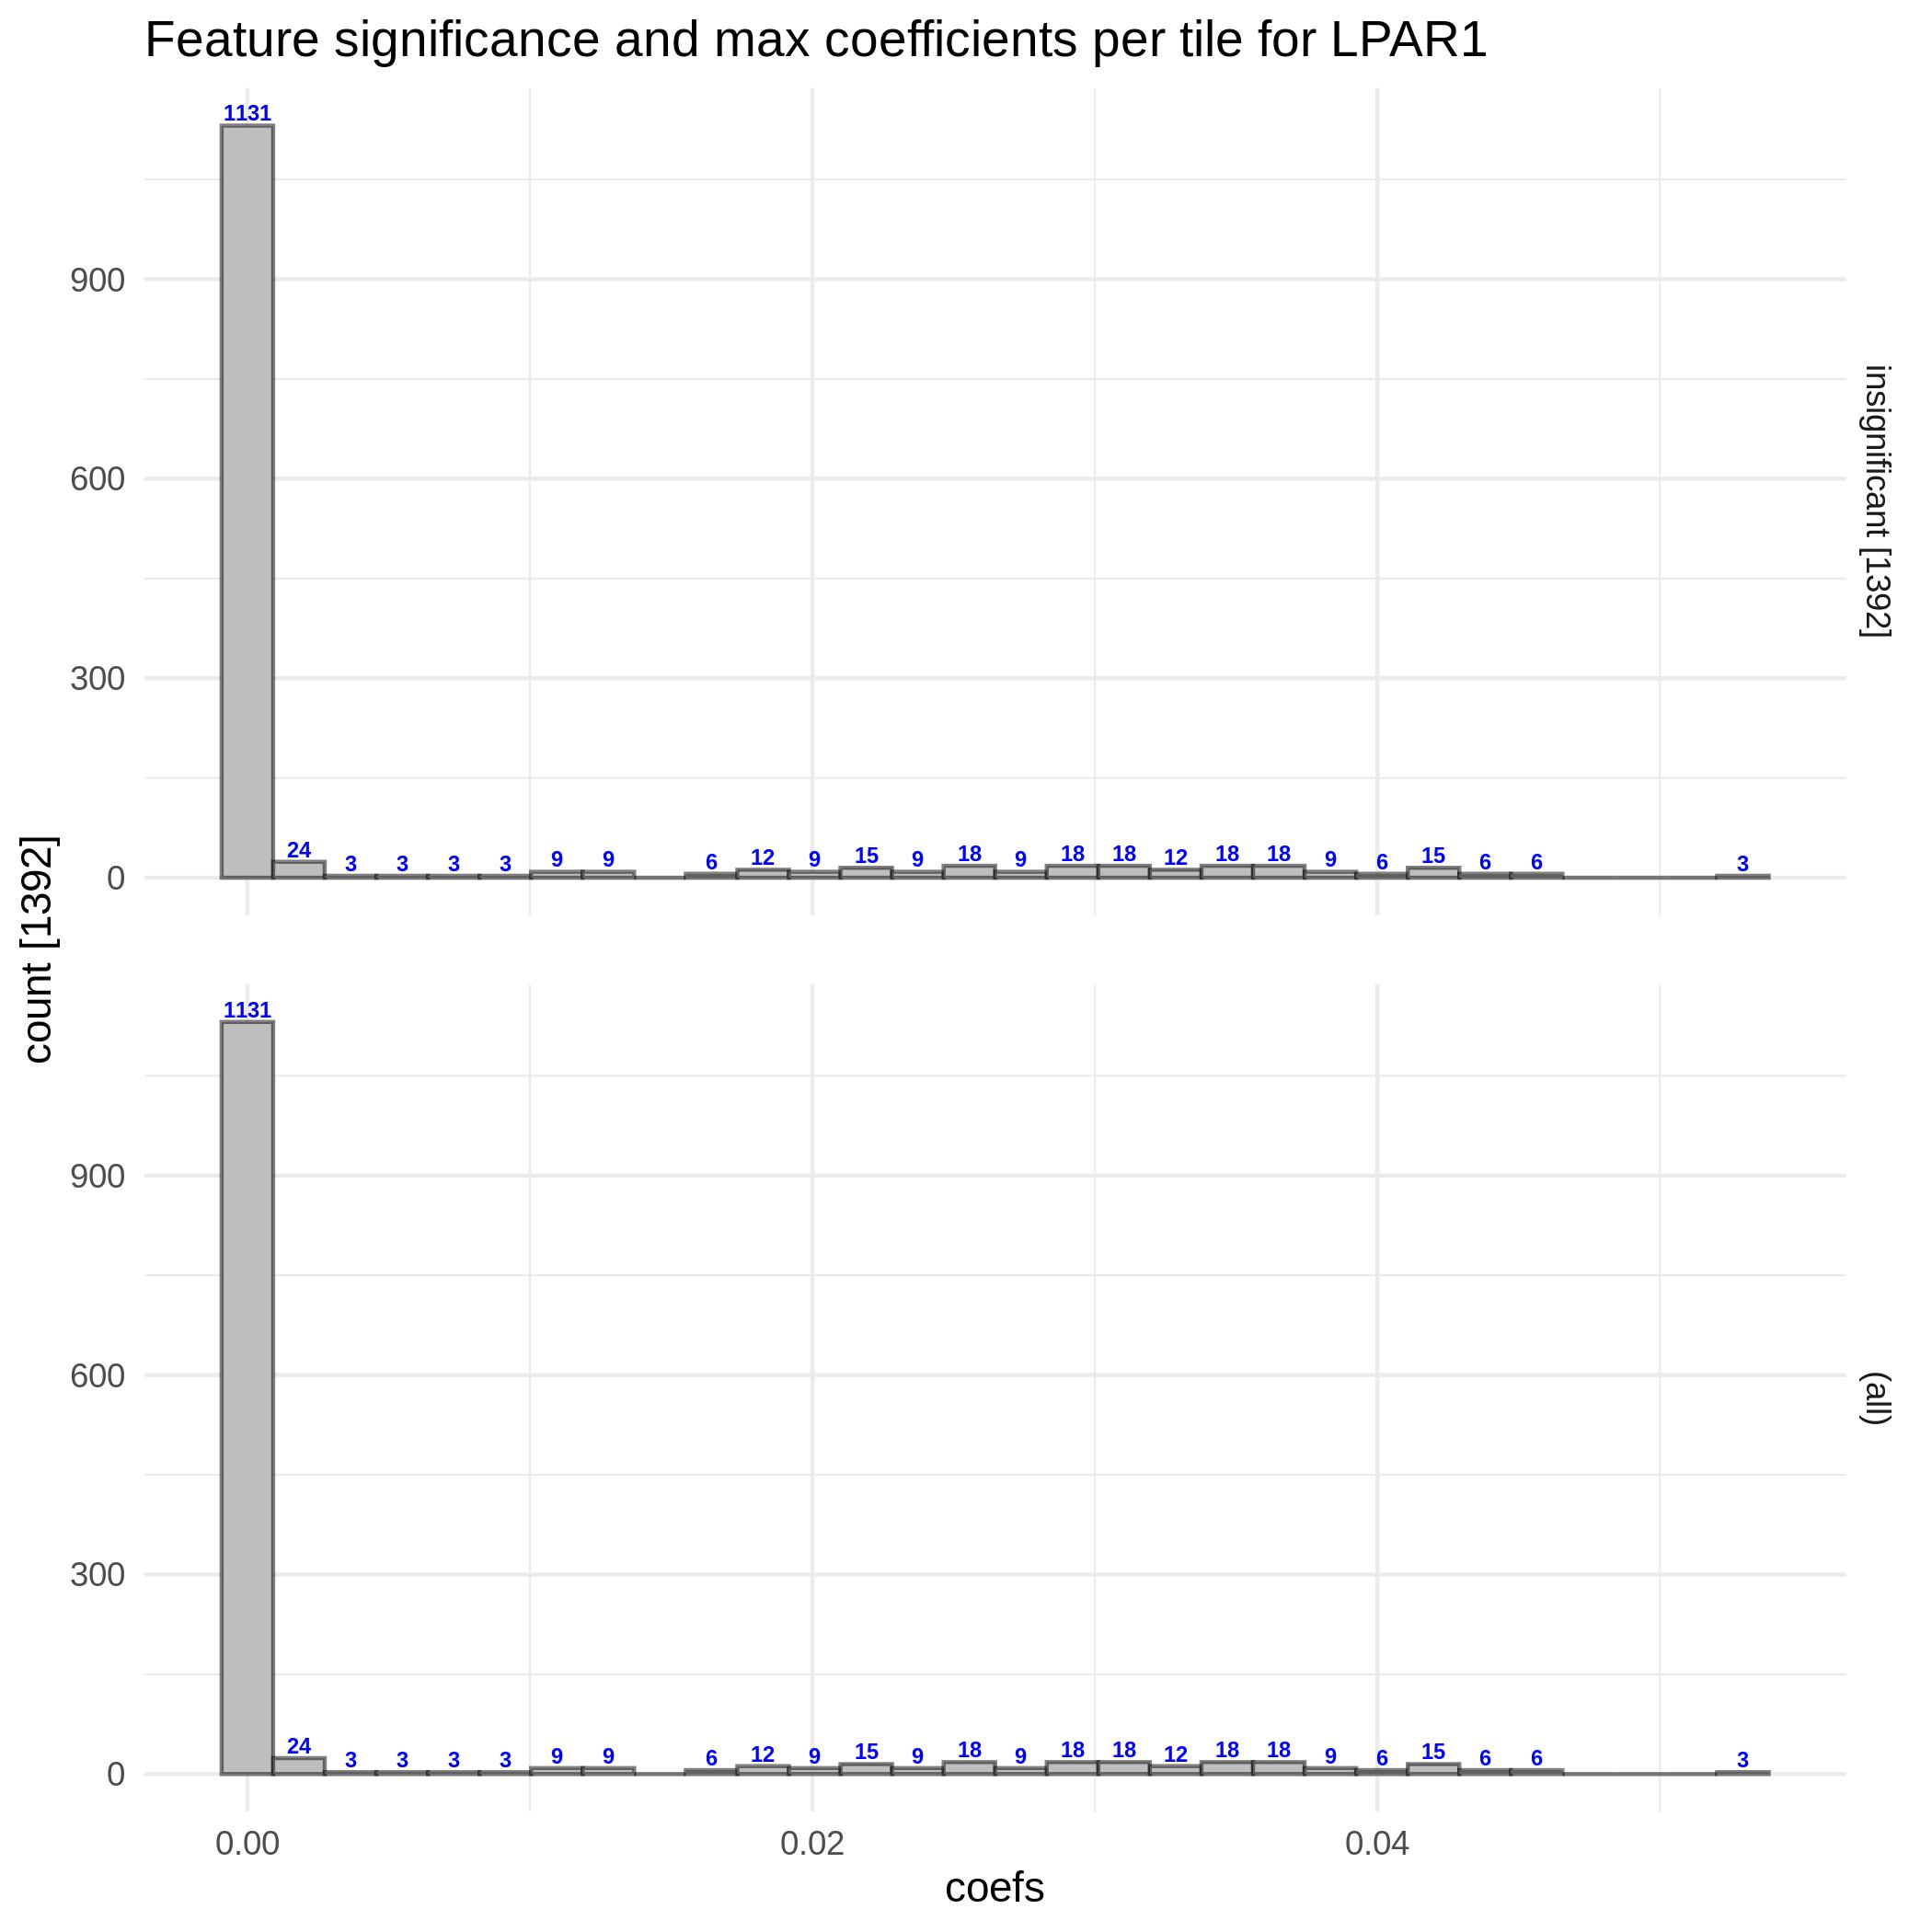 Feature significance and max coefficients per tile for LPAR1
1131
900
600
300
0
24 3 3 3 3 9 9 6 12 9 15 9 18 9 18 18 12 18 18 9 6 15 6 6 3
insignificant [1392]
count [1392]
1131
900
600
300
0
24 3 3 3 3 9 9 6 12 9 15 9 18 9 18 18 12 18 18 9 6 15 6 6 3
(all)
0.00 0.02 0.04
coefs